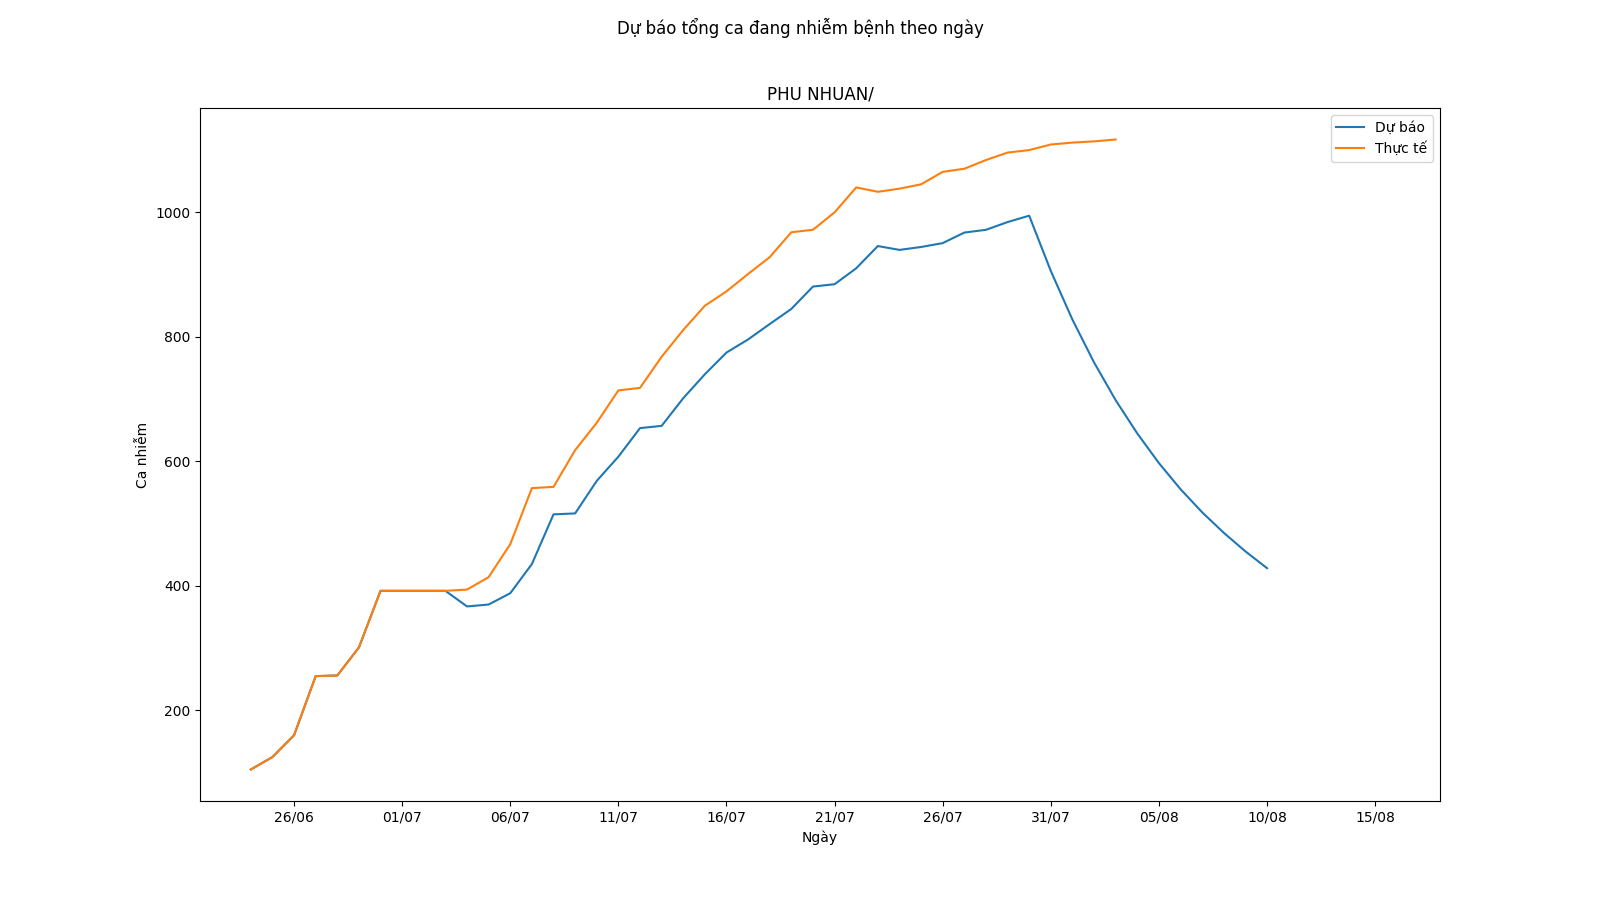 Dự báo tổng ca đang nhiễm bệnh theo ngày
PHU NHUAN/
Dự báo
Thực tế
Ca nhiễm
1000
800
600
400
200
26/06 01/07 06/07 11/07 16/07 21/07 26/07 31/07 05/08 10/08 15/08
Ngày